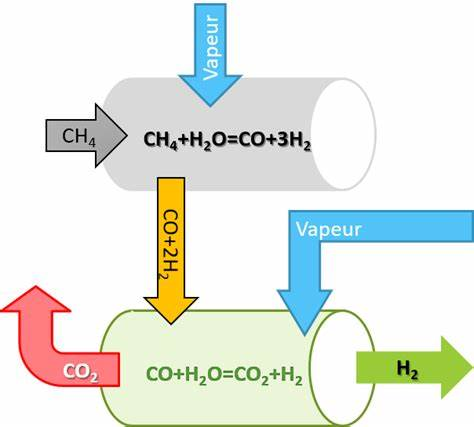 Vapeur
CH₄
CH₄+H₂O=CO+3H₂
CO+2H₂
Vapeur
CO₂
CO+H₂O=CO₂+H₂
H₂